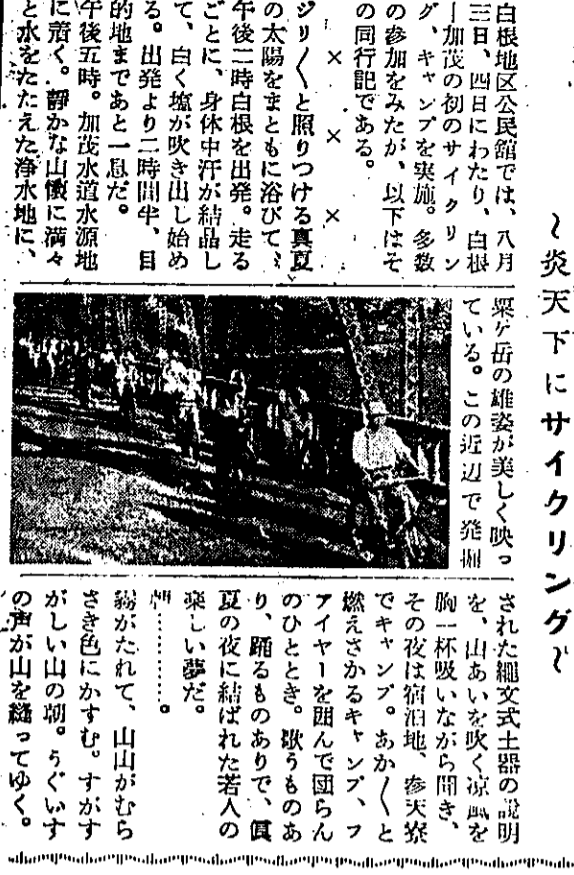 ～炎天下にサイクリング～
白根地区公民館では、八月
三日、四日にわたり、白根
―加茂の初のサイクリン
グ、キャンプを実施。多数
の参加をみたが、以下はそ
の同行記である。
×　×　×
ジリ〳〵と照りつける真夏
の太陽をまともに浴びて、
午後二時白根を出発。走る
ごとに、身体中汗が結晶し
て、白く塩が吹き出し始め
る。出発より二時間半、目
的地まであと一息だ。
午後五時。加茂水道水源地
に着く。静かな山懐に満々
と水をたたえた浄水地に、
粟ケ岳の雄姿が美しく映っ
ている。この近辺で発掘
された縄文式土器の説明
を、山あいを吹く涼風を
胸一杯吸いながら聞き、
その夜は宿泊地、参天寮
でキャンプ。あか〳〵と
燃えさかるキャンプ、フ
アイヤーを囲んで団らん
のひととき。歌うものあ
り、踊るものありで、真
夏の夜に結ばれた若人の
楽しい夢だ。
朝………。
霧がたれて、山山がむら
さき色にかすむ。すがす
がしい山の朝。うぐいす
の声が山を縫ってゆく。